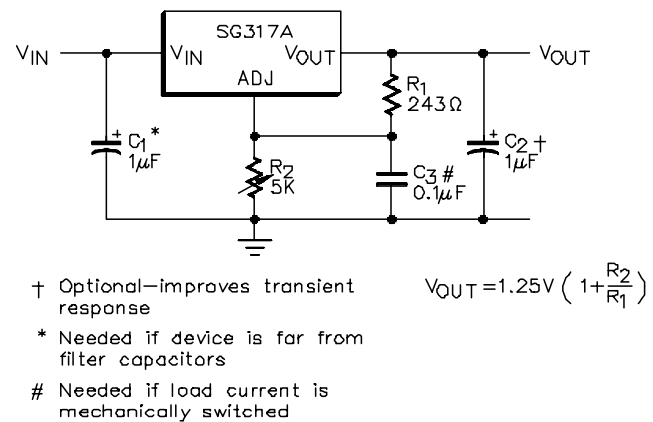 SG317A
VIN
VIN
VOUT
VOUT
ADJ
R1
243Ω
C1*
1μF
R2
5K
C3#
0.1μF
C2†
1μF
† Optional—improves transient
response
VOUT=1.25V ( 1+R2/R1 )
* Needed if device is far from
filter capacitors
# Needed if load current is
mechanically switched